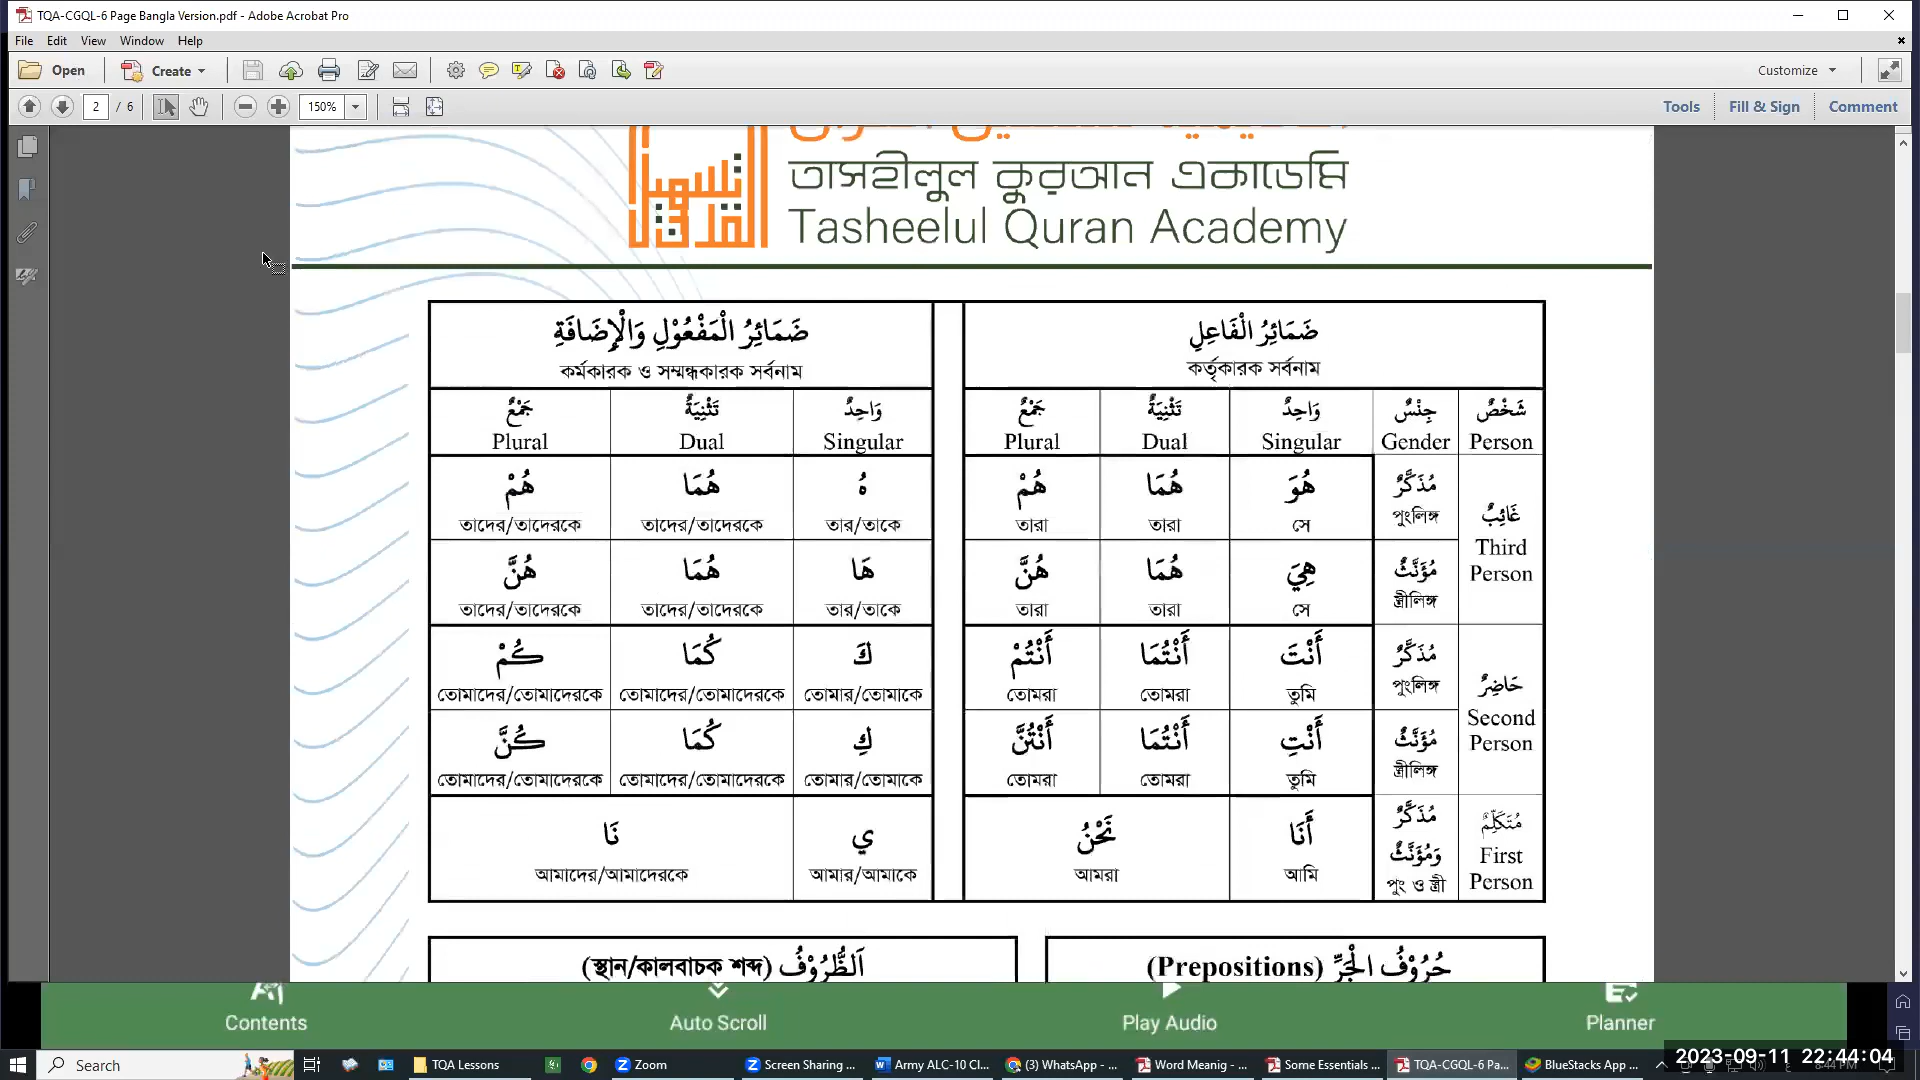 TQA-CGQL-6 Page Bangla Version.pdf - Adobe Acrobat Pro
File Edit View Window Help
Open Create Customize
2 / 6 150% Tools Fill & Sign Comment
তাসহীলুল কুরআন একাডেমি
Tasheelul Quran Academy
ضَمَائِرُ الْمَفْعُوْلِ وَالْإِضَافَةِ ضَمَائِرُ الْفَاعِلِ
কর্মকারক ও সম্মন্ধকারক সর্বনাম কর্তৃকারক সর্বনাম
جَمْعٌ تَثْنِيَةٌ وَاحِدٌ جَمْعٌ تَثْنِيَةٌ وَاحِدٌ جِنْسٌ شَخْصٌ
Plural Dual Singular Plural Dual Singular Gender Person
هُمْ هُمَا هُ هُمْ هُمَا هُوَ مُذَكَّرٌ
তাদের/তাদেরকে তাদের/তাদেরকে তার/তাকে তারা তারা সে পুংলিঙ্গ
غَائِبٌ
Third
Person
هُنَّ هُمَا هَا هُنَّ هُمَا هِيَ مُؤَنَّثٌ
তাদের/তাদেরকে তাদের/তাদেরকে তার/তাকে তারা তারা সে স্ত্রীলিঙ্গ
كُمْ كُمَا كَ أَنْتُمْ أَنْتُمَا أَنْتَ مُذَكَّرٌ
তোমাদের/তোমাদেরকে তোমাদের/তোমাদেরকে তোমার/তোমাকে তোমরা তোমরা তুমি পুংলিঙ্গ
حَاضِرٌ
Second
Person
كُنَّ كُمَا كِ أَنْتُنَّ أَنْتُمَا أَنْتِ مُؤَنَّثٌ
তোমাদের/তোমাদেরকে তোমাদের/তোমাদেরকে তোমার/তোমাকে তোমরা তোমরা তুমি স্ত্রীলিঙ্গ
نَا ي نَحْنُ أَنَا مُذَكَّرٌ وَمُؤَنَّثٌ
আমাদের/আমাদেরকে আমার/আমাকে আমরা আমি পুং ও স্ত্রী
مُتَكَلِّمٌ
First
Person
اَلظُّرُوْفُ (স্থান/কালবাচক শব্দ) حُرُوْفُ الْجَرِّ (Prepositions)
Contents Auto Scroll Play Audio Planner
Search TQA Lessons Zoom Screen Sharing ... Army ALC-10 Cl... (3) WhatsApp - ... Word Meanig - ... Some Essentials ... TQA-CGQL-6 Pa... BlueStacks App ...
2023-09-11 22:44:04